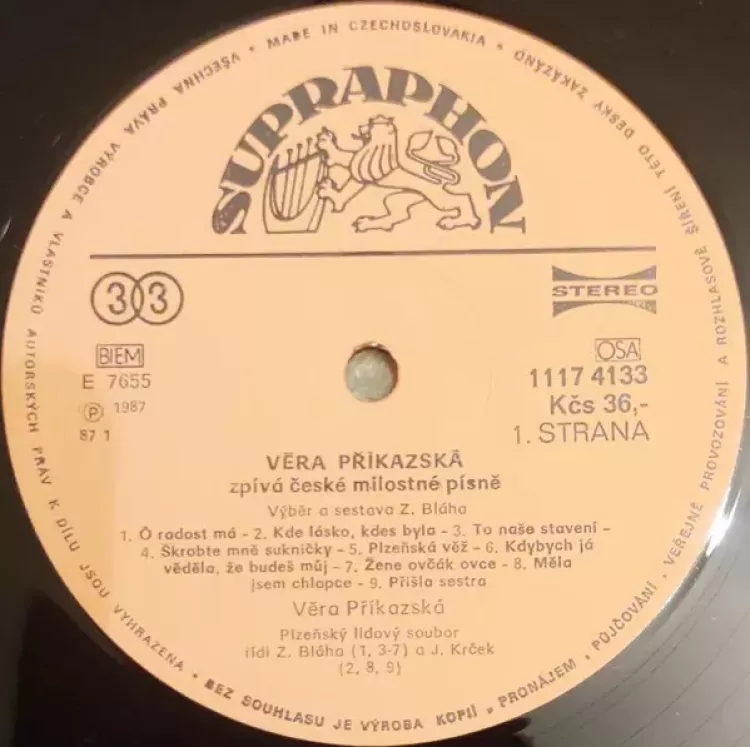 VŠECHNA PRÁVA VÝROBCE A VLASTNÍKŮ AUTORSKÝCH PRÁV K DÍLU JSOU VYHRAZENA • BEZ SOUHLASU JE VÝROBA KOPIÍ, PRONÁJEM, PŮJČOVÁNÍ, VEŘEJNÉ PROVOZOVÁNÍ A ROZHLASOVÉ ŠÍŘENÍ TÉTO DESKY ZAKÁZÁNO • MADE IN CZECHOSLOVAKIA •
SUPRAPHON
33
STEREO
BIEM
OSA
E 7655
1117 4133
Ⓟ 1987
Kčs 36,-
87 1
1. STRANA
VĚRA PŘÍKAZSKÁ
zpívá české milostné písně
Výběr a sestava Z. Bláha
1. Ó radost má – 2. Kde lásko, kdes byla – 3. To naše stavení –
4. Škrobte mně sukničky – 5. Plzeňská věž – 6. Kdybych já
věděla, že budeš můj – 7. Žene ovčák ovce – 8. Měla
jsem chlapce – 9. Přišla sestra
Věra Příkazská
Plzeňský lidový soubor
řídí Z. Bláha (1, 3-7) a J. Krček
(2, 8, 9)